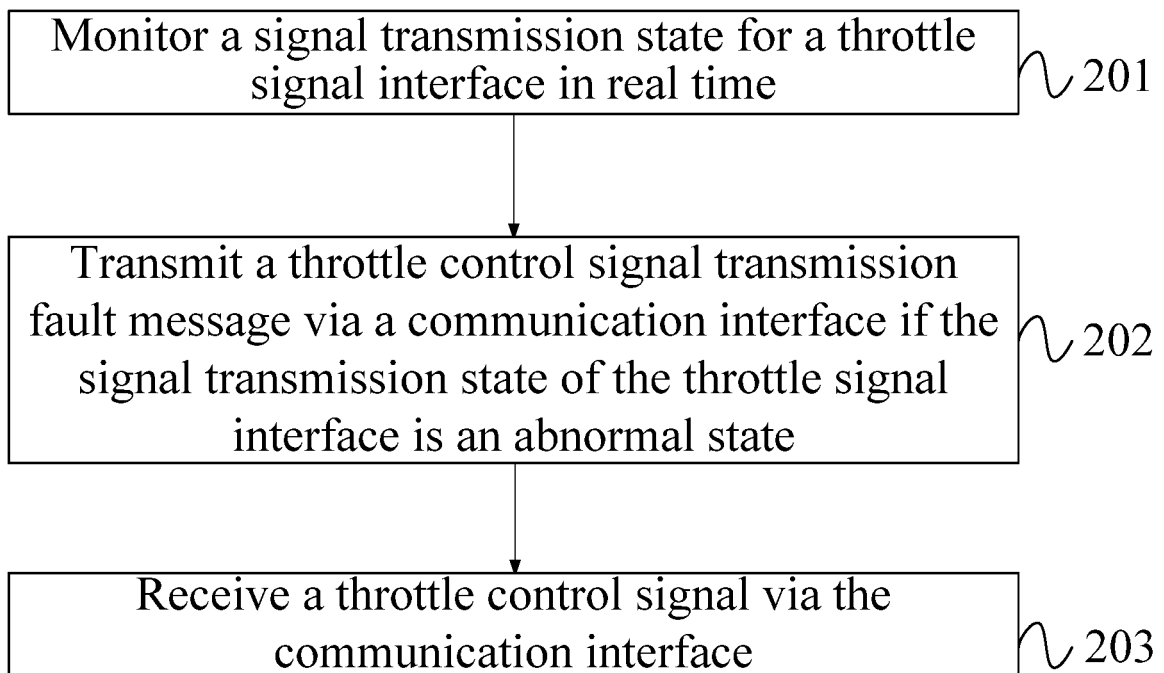 Monitor a signal transmission state for a throttle
signal interface in real time
201
Transmit a throttle control signal transmission
fault message via a communication interface if the
signal transmission state of the throttle signal
interface is an abnormal state
202
Receive a throttle control signal via the
communication interface
203